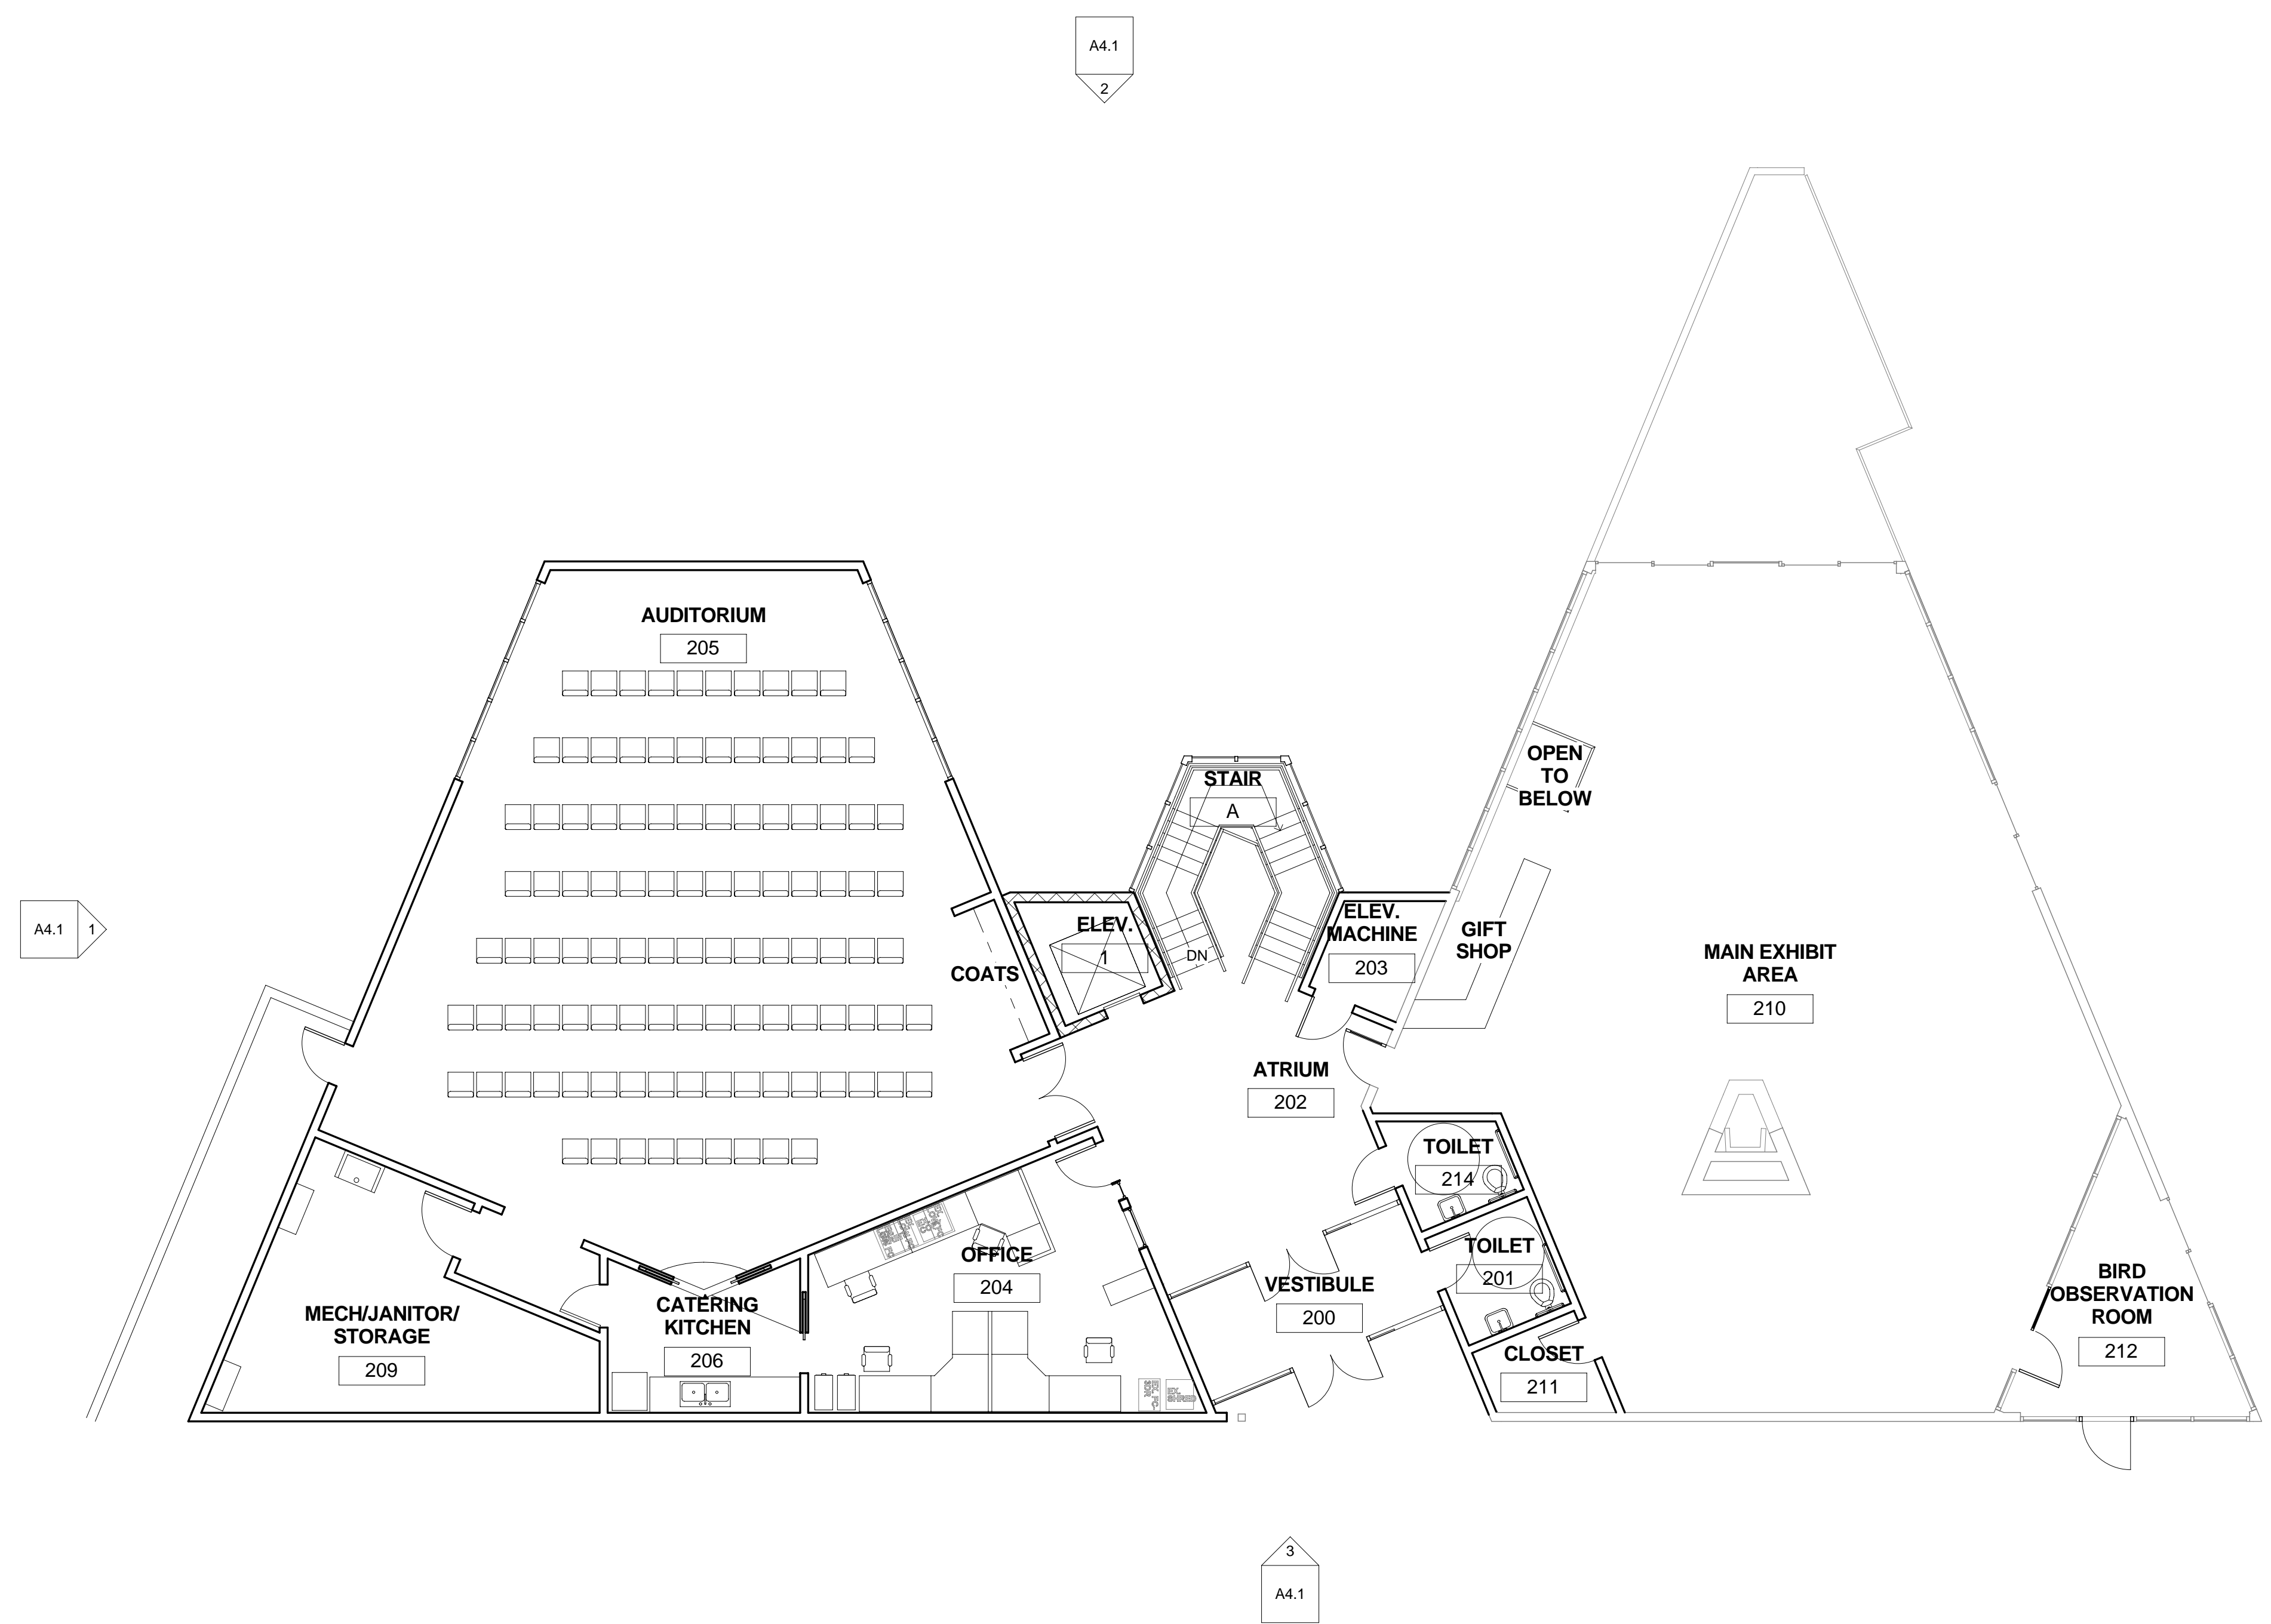 A4.1
2
AUDITORIUM
205
OPEN
TO
BELOW
STAIR
A
ELEV.
1
DN
ELEV.
MACHINE
203
GIFT
SHOP
A4.1
1
COATS
MAIN EXHIBIT
AREA
210
ATRIUM
202
TOILET
214
TOILET
201
OFFICE
204
VESTIBULE
200
BIRD
OBSERVATION
ROOM
212
MECH/JANITOR/
STORAGE
209
CATERING
KITCHEN
206
CLOSET
211
EX.
SHRED
3
A4.1